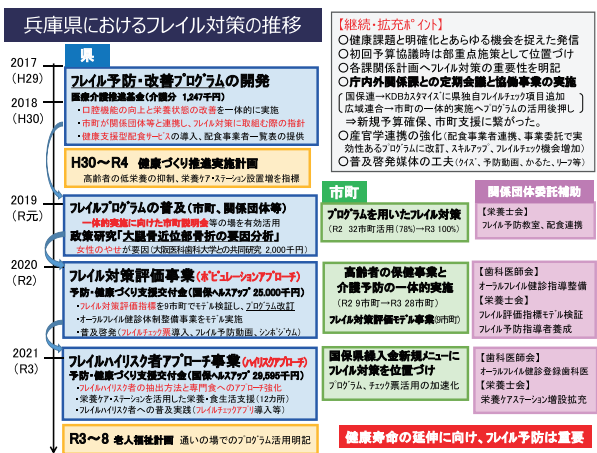 兵庫県におけるフレイル対策の推移
【継続・拡充ポイント】
○健康課題と明確化とあらゆる機会を捉えた発信
○初回予算協議時は部重点施策として位置づけ
○各課関係計画へフレイル対策の重要性を明記
○庁内外関係課との定期会議と協働事業の実施
国保連→KDBカスタマイズに県独自フレイルチェック項目追加
広域連合→市町の一体的実施へプログラムの活用後押し
⇒新規予算確保、市町支援に繋がった。
○産官学連携の強化(配食事業者連携、事業委託で実
効性あるプログラムに改訂、スキルアップ、フレイルチェック機会増加)
○普及啓発媒体の工夫(クイズ、予防動画、かるた、リーフ等)
2017
(H29)
2018
(H30)
2019
(R元)
2020
(R2)
2021
(R3)
県
フレイル予防・改善プログラムの開発
医療介護推進基金(介護分 1,247千円)
・口腔機能の向上と栄養状態の改善を一体的に実施
・市町が関係団体等と連携し、フレイル対策に取組む際の指針
・健康支援型配食サービスの導入、配食事業者一覧表の提供
H30~R4 健康づくり推進実施計画
高齢者の低栄養の抑制、栄養ケア・ステーション設置増を指標
フレイルプログラムの普及(市町、関係団体等)
一体的実施に向けた市町説明会等の場を有効活用
政策研究「大腿骨近位部骨折の要因分析」
女性のやせが要因(大阪医科歯科大学との共同研究 2,000千円)
フレイル対策評価事業(ポピュレーションアプローチ)
予防・健康づくり支援交付金(国保ヘルスアップ 25,000千円)
・フレイル対策評価指標を9市町でモデル検証し、プログラム改訂
・オーラルフレイル健診体制整備事業をモデル実施
・普及啓発(フレイルチェック票導入、フレイル予防動画、シンポジウム)
フレイルハイリスク者アプローチ事業(ハイリスクアプローチ)
予防・健康づくり支援交付金(国保ヘルスアップ 29,595千円)
・フレイルハイリスク者の抽出方法と専門食へのアプローチ強化
・栄養ケア・ステーションを活用した栄養・食生活支援(12カ所)
・フレイルハイリスク者への普及実践(フレイルチェックアプリ導入等)
R3~8 老人福祉計画 通いの場でのプログラム活用明記
市町
プログラムを用いたフレイル対策
(R2 32市町活用(78%)→R3 100%)
高齢者の保健事業と
介護予防の一体的実施
(R2 9市町→R3 28市町)
フレイル対策評価モデル事業(9市町)
国保県繰入金新規メニューに
フレイル対策を位置づけ
プログラム、チェック票活用の加速化
関係団体委託補助
【栄養士会】
フレイル予防教室、配食連携
【歯科医師会】
オーラルフレイル健診指導整備
【栄養士会】
フレイル評価指標モデル検証
フレイル予防指導者養成
【歯科医師会】
オーラルフレイル健診登録歯科医
【栄養士会】
栄養ケアステーション増設拡充
健康寿命の延伸に向け、フレイル予防は重要